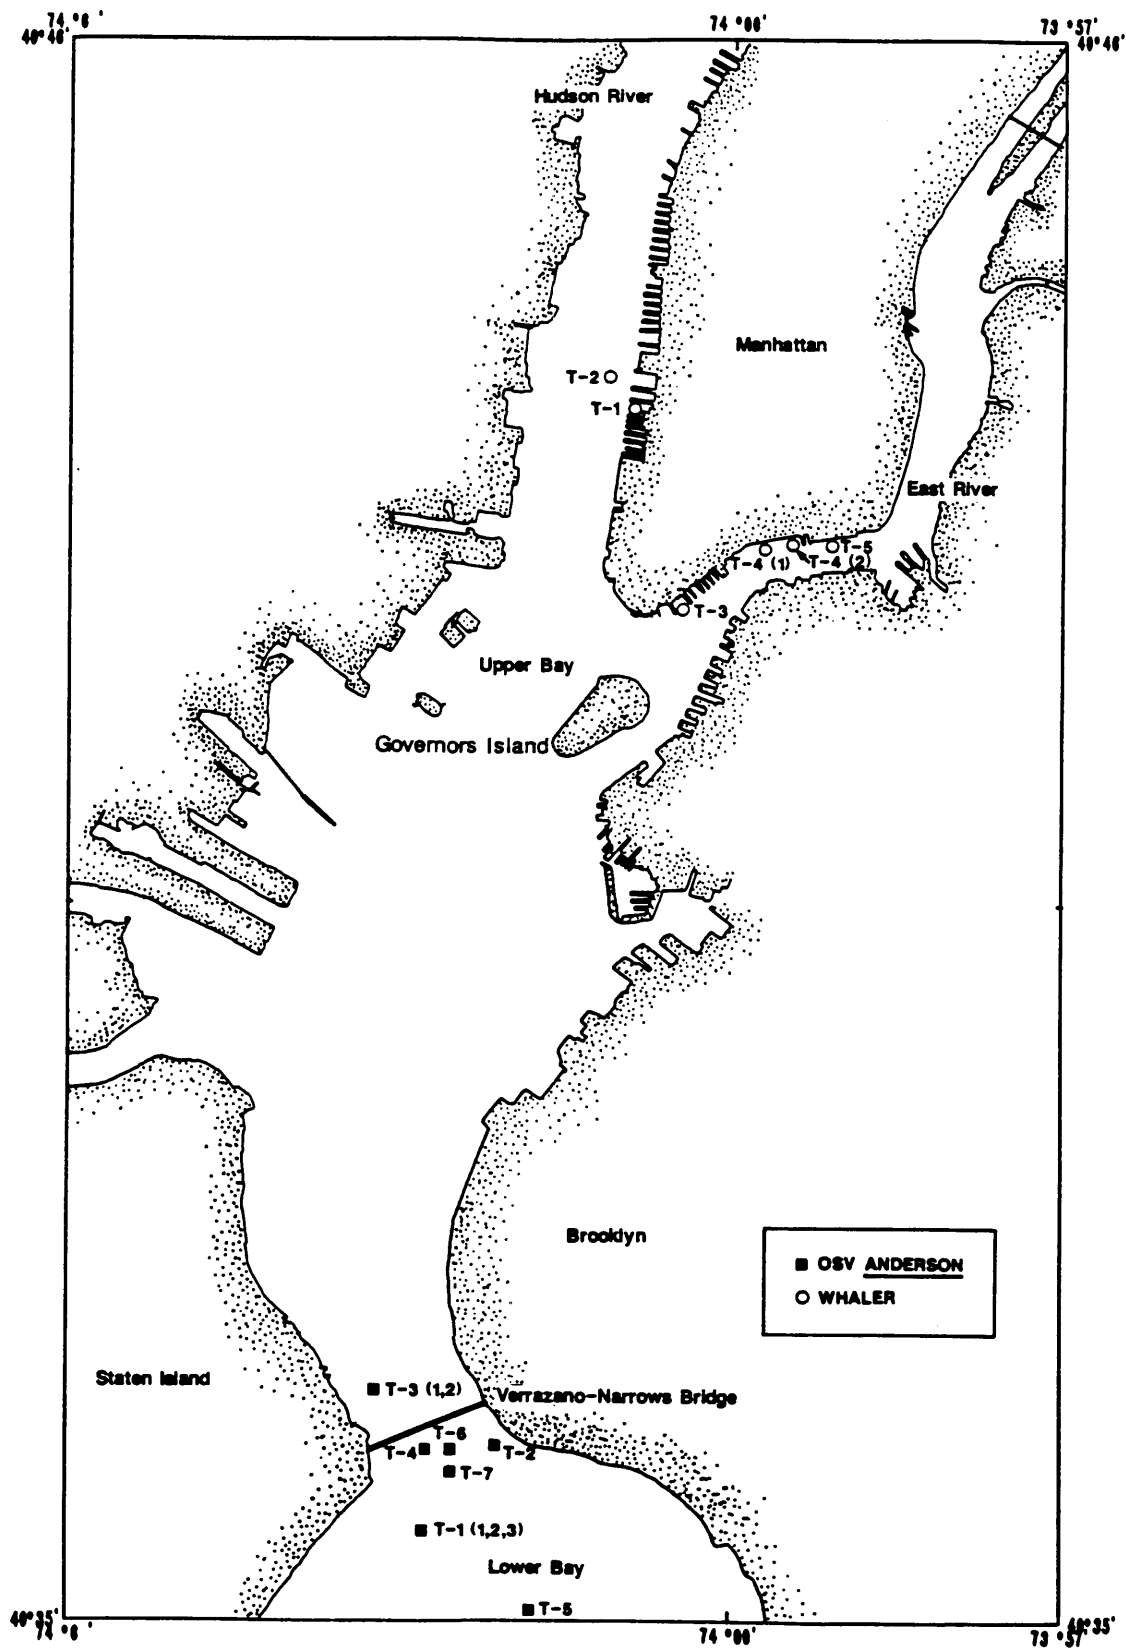 74°6'
74°00'
73°57'
40°46'
40°46'
Hudson River
Manhattan
T-2
T-1
East River
T-5
T-4 (1)
T-4 (2)
T-3
Upper Bay
Governors Island
Brooklyn
OSV ANDERSON
WHALER
Staten Island
T-3 (1,2)
Verrazano-Narrows Bridge
T-6
T-4
T-2
T-7
T-1 (1,2,3)
Lower Bay
T-5
40°35'
40°35'
74°6'
74°00'
73°57'